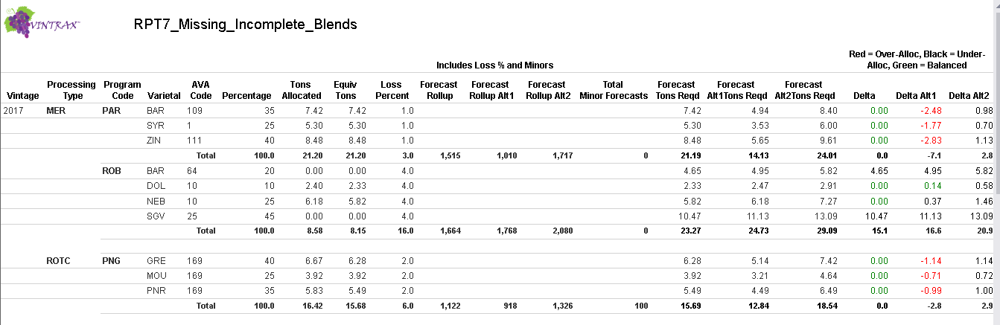 VINTRAX™
RPT7_Missing_Incomplete_Blends
Red = Over-Alloc, Black = Under-
Alloc, Green = Balanced
Includes Loss % and Minors
Vintage Processing Type Program Code Varietal AVA Code Percentage Tons Allocated Equiv Tons Loss Percent Forecast Rollup Forecast Rollup Alt1 Forecast Rollup Alt2 Total Minor Forecasts Forecast Tons Reqd Forecast Alt1Tons Reqd Forecast Alt2Tons Reqd Delta Delta Alt1 Delta Alt2
2017 MER PAR BAR 109 35 7.42 7.42 1.0 7.42 4.94 8.40 0.00 -2.48 0.98
SYR 1 25 5.30 5.30 1.0 5.30 3.53 6.00 0.00 -1.77 0.70
ZIN 111 40 8.48 8.48 1.0 8.48 5.65 9.61 0.00 -2.83 1.13
Total 100.0 21.20 21.20 3.0 1,515 1,010 1,717 0 21.19 14.13 24.01 0.0 -7.1 2.8
ROB BAR 64 20 0.00 0.00 4.0 4.65 4.95 5.82 4.65 4.95 5.82
DOL 10 10 2.40 2.33 4.0 2.33 2.47 2.91 0.00 0.14 0.58
NEB 10 25 6.18 5.82 4.0 5.82 6.18 7.27 0.00 0.37 1.46
SGV 25 45 0.00 0.00 4.0 10.47 11.13 13.09 10.47 11.13 13.09
Total 100.0 8.58 8.15 16.0 1,664 1,768 2,080 0 23.27 24.73 29.09 15.1 16.6 20.9
ROTC PNG GRE 169 40 6.67 6.28 2.0 6.28 5.14 7.42 0.00 -1.14 1.14
MOU 169 25 3.92 3.92 2.0 3.92 3.21 4.64 0.00 -0.71 0.72
PNR 169 35 5.83 5.49 2.0 5.49 4.49 6.49 0.00 -0.99 1.00
Total 100.0 16.42 15.68 6.0 1,122 918 1,326 100 15.69 12.84 18.54 0.0 -2.8 2.9